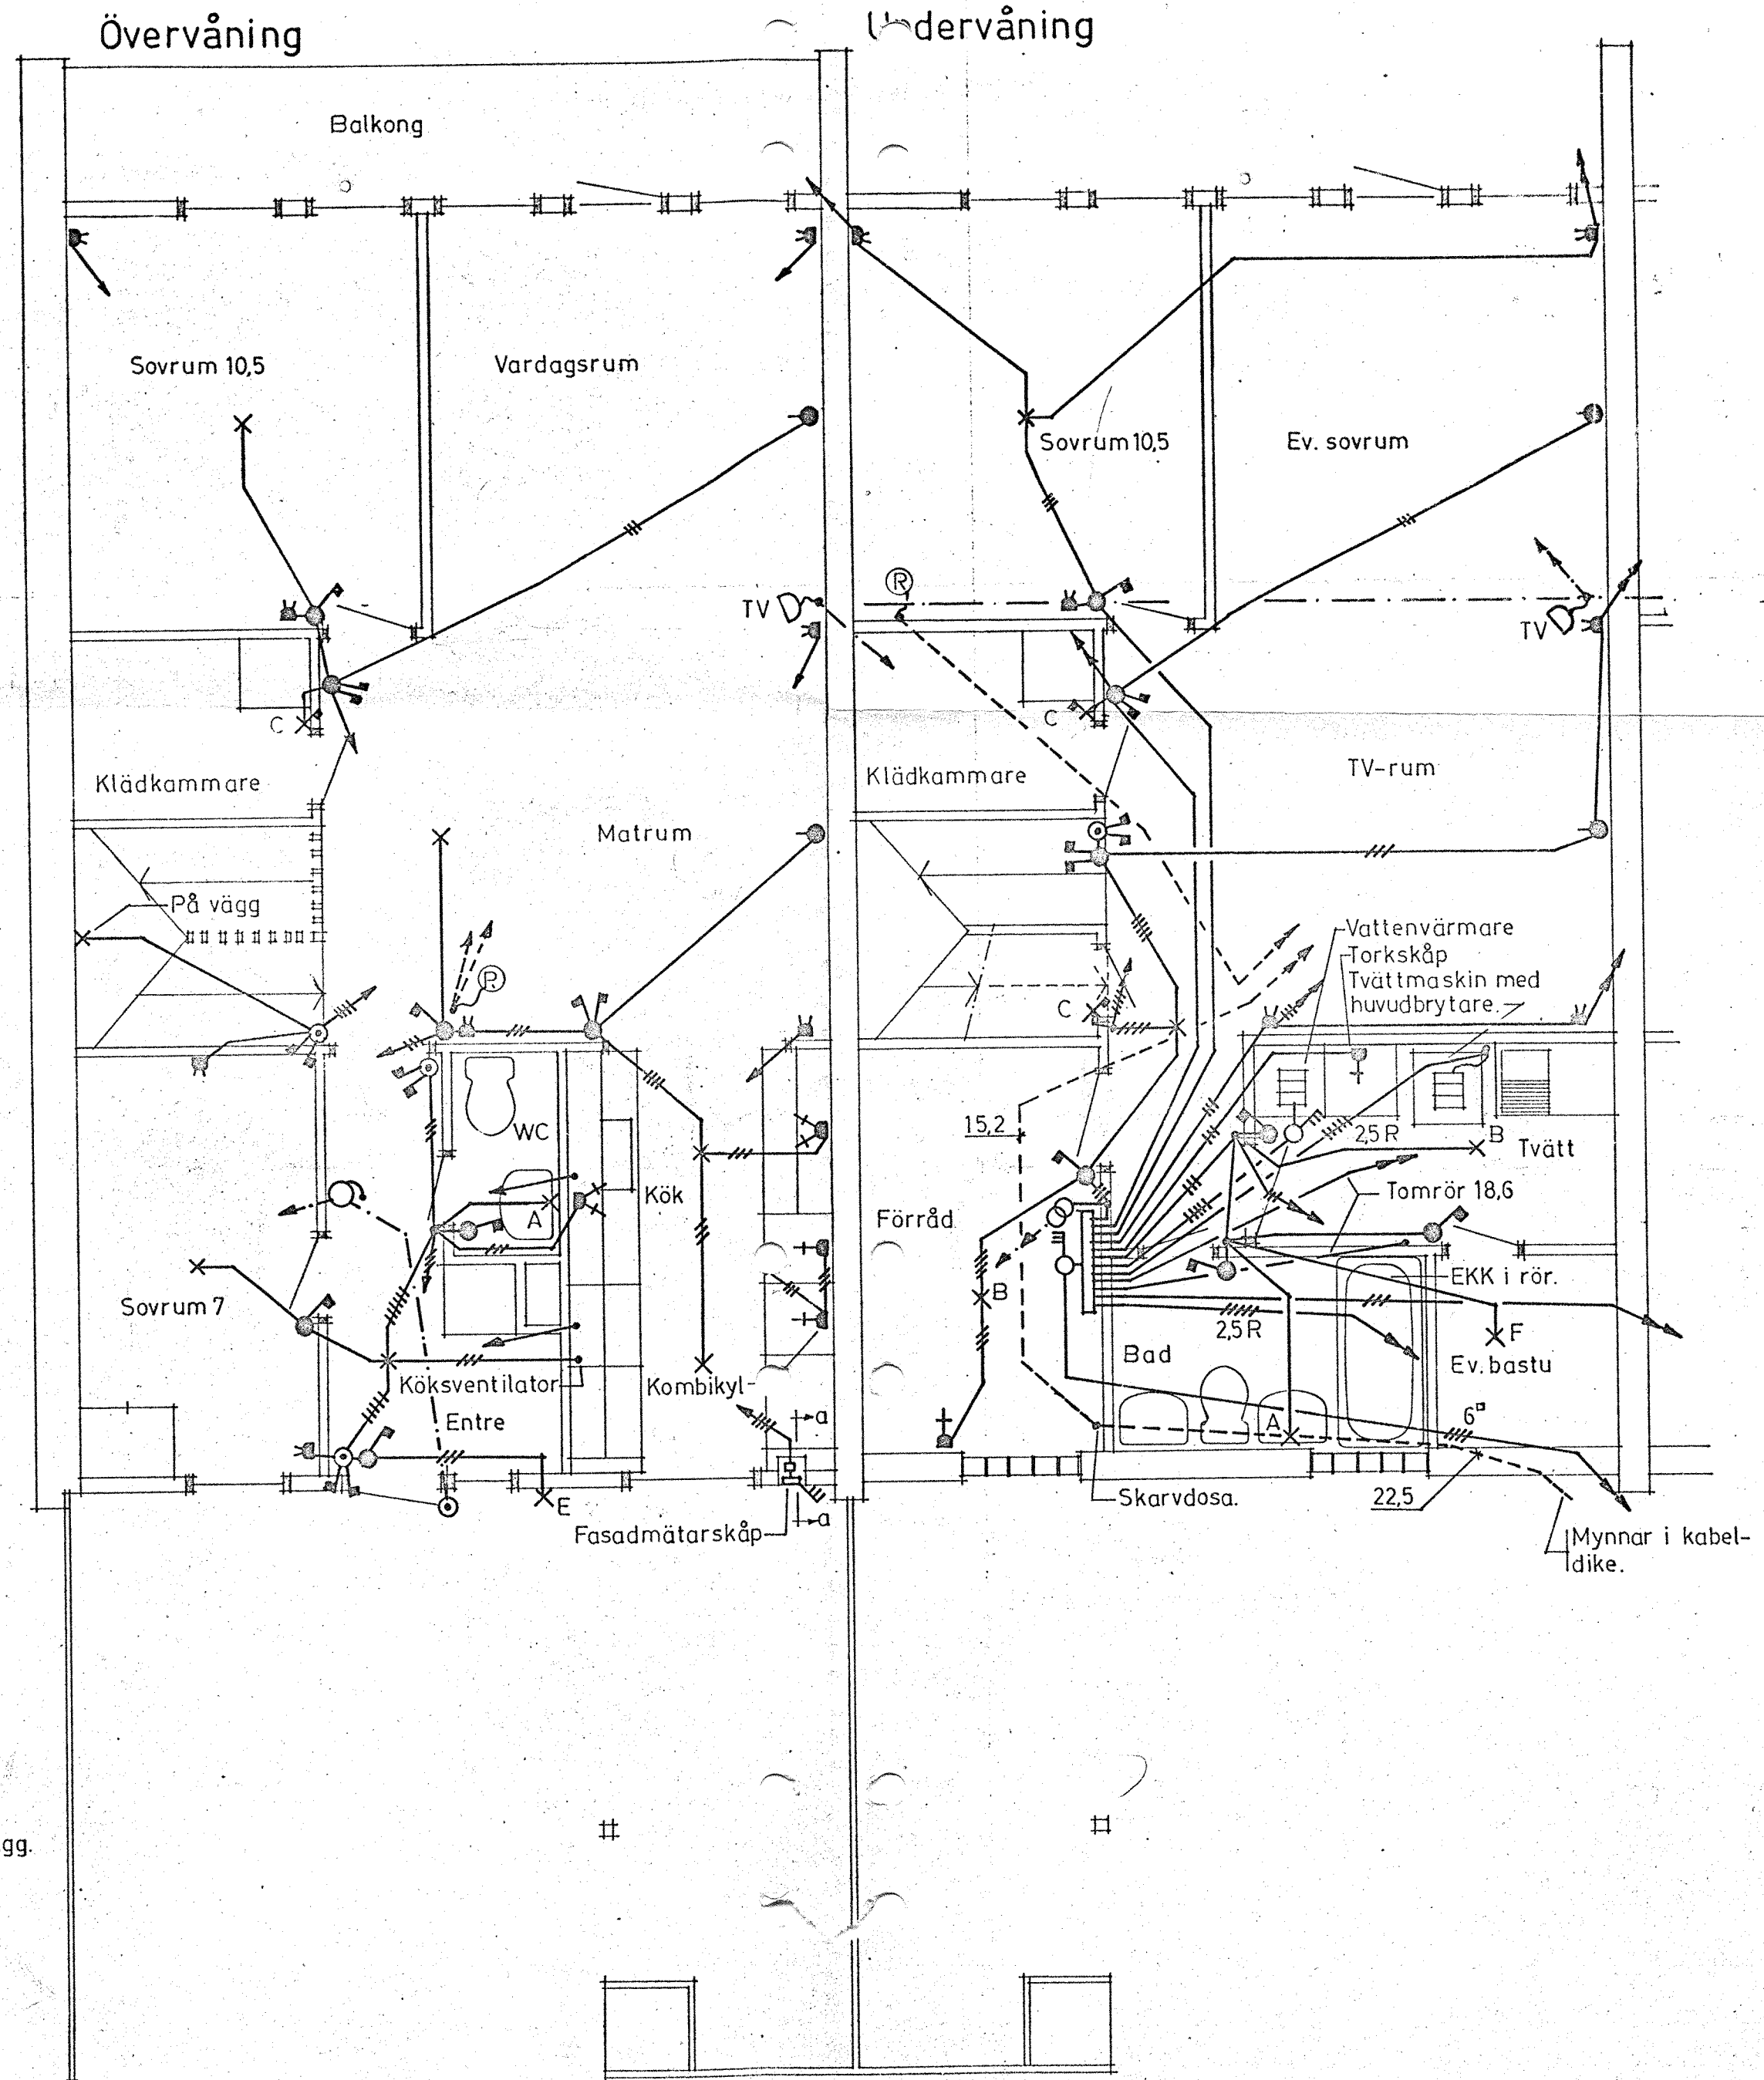 Övervåning
Undervåning
Balkong
Sovrum 10,5
Vardagsrum
Sovrum 10,5
Ev. sovrum
R
TV
TV
C
C
Klädkammare
Klädkammare
TV-rum
Matrum
På vägg
R
Vattenvärmare
Torkskåp
Tvättmaskin med
huvudbrytare.
C
WC
15,2
2,5 R
B
Tvätt
Kök
A
Förråd
Tomrör 18,6
Sovrum 7
B
EKK i rör.
2,5 R
F
Bad
Ev. bastu
Köksventilator
Kombikyl-
Entre
a
A
6
E
a
Skarvdosa.
22,5
Fasadmätarskåp
Mynnar i kabel-
dike.
gg.